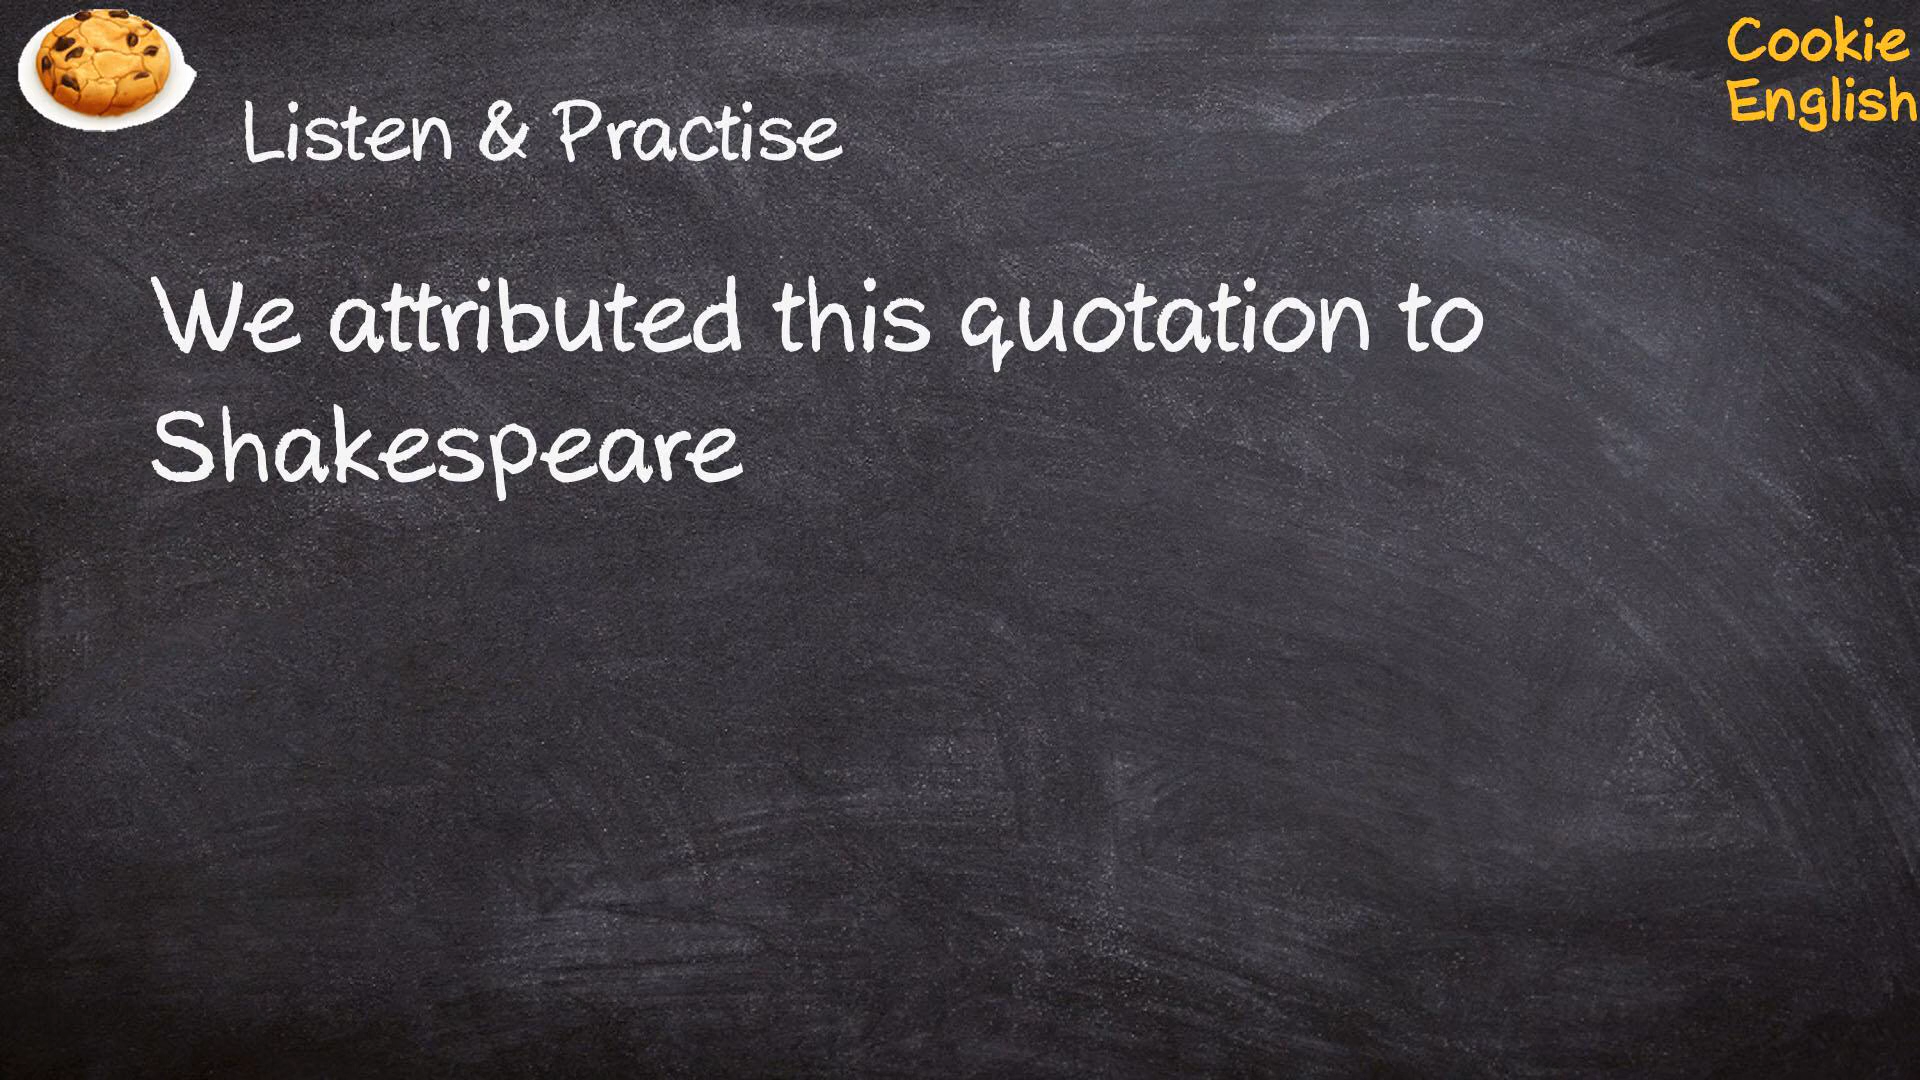 Cookie
English
Listen & Practise
We attributed this quotation to
Shakespeare